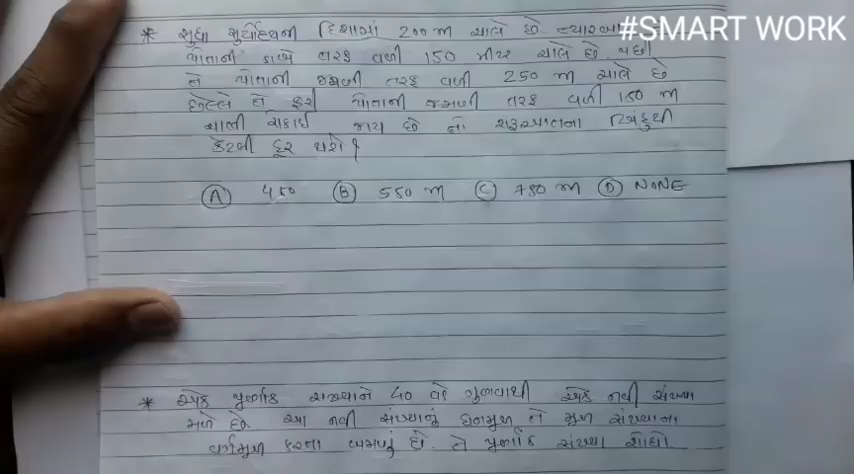 #SMART WORK
* સુધા સુર્યોદયની દિશામાં 200 m ચાલે છે ત્યારબા
પોતાની ડાબે તરફ વળી 150 મીટર ચાલે છે. પછી
તે પોતાની જમણી તરફ વળી 250 m ચાલે છે
છેલ્લે તે ફરી પોતાની જમણી તરફ વળી 150 m
ચાલી રોકાઈ જાય છે તો શરૂઆતના બિંદુથી
કેટલી દૂર હશે?
(A) 450 (B) 550 m (C) 750 m (D) NONE
* એક પુર્ણાંક સંખ્યાને 40 વડે ગુણવાથી એક નવી સંખ્યા
મળે છે. આ નવી સંખ્યાનું ઘનમુળ તે મુળ સંખ્યાના
વર્ગમુળ કરતા બમણું છે. તે પુર્ણાંક સંખ્યા શોધો